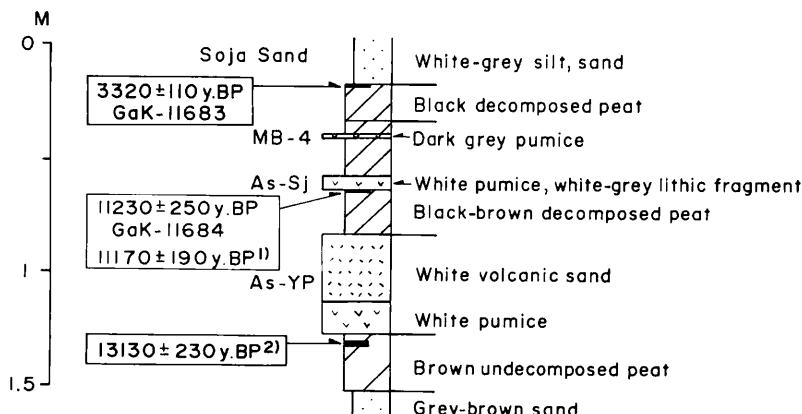 M
0
Soja Sand
White-grey silt, sand
3320±110y.BP
GaK-11683
Black decomposed peat
MB-4
Dark grey pumice
As-Sj
White pumice, white-grey lithic fragment
11230±250y.BP
GaK-11684
11170±190y.BP1)
Black-brown decomposed peat
1
As-YP
White volcanic sand
White pumice
13130±230y.BP2)
Brown undecomposed peat
1.5
Grey-brown sand